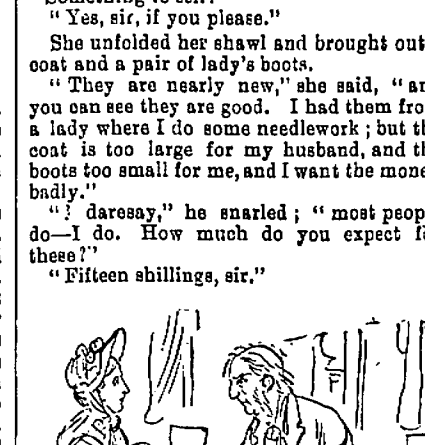 "Yes, sir, if you please."
She unfolded her shawl and brought out
coat and a pair of lady's boots.
"They are nearly new," she said, "an
you can see they are good. I had them fro
a lady where I do some needlework; but th
coat is too large for my husband, and th
boots too small for me, and I want the mone
badly."
"I daresay," he snarled; "most peop
do—I do. How much do you expect f
these?"
"Fifteen shillings, sir."